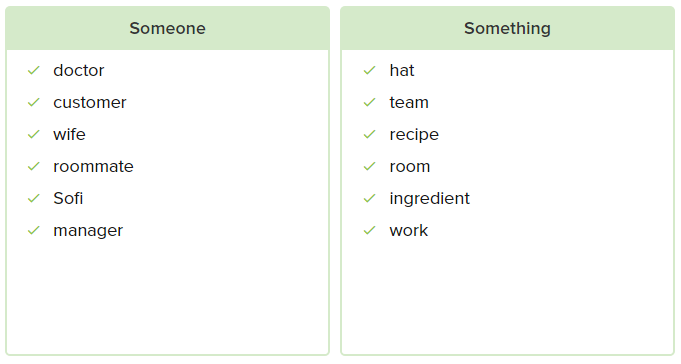 Someone
doctor
customer
wife
roommate
Sofi
manager
Something
hat
team
recipe
room
ingredient
work